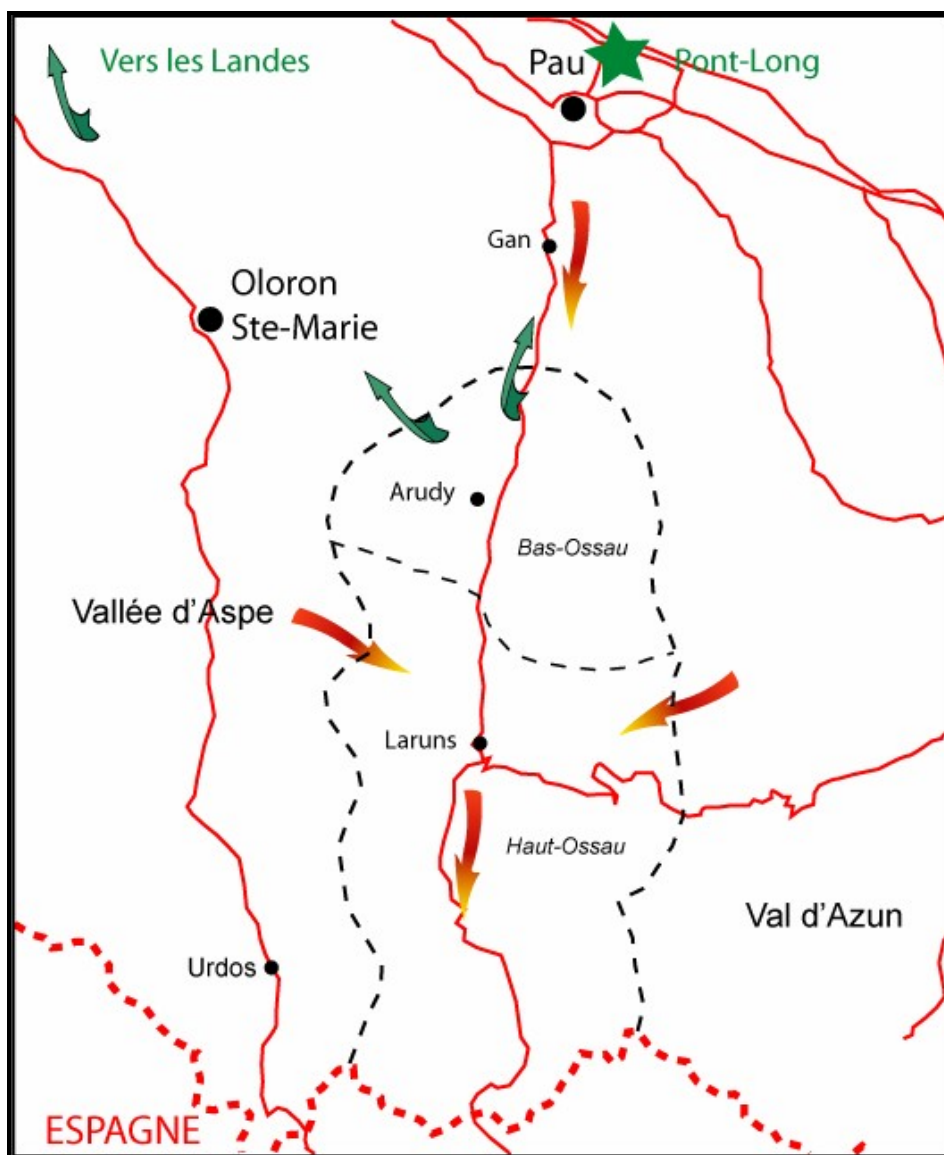 Vers les Landes
Pau
Pont-Long
Gan
Oloron
Ste-Marie
Arudy
Bas-Ossau
Vallée d'Aspe
Laruns
Haut-Ossau
Val d'Azun
Urdos
ESPAGNE